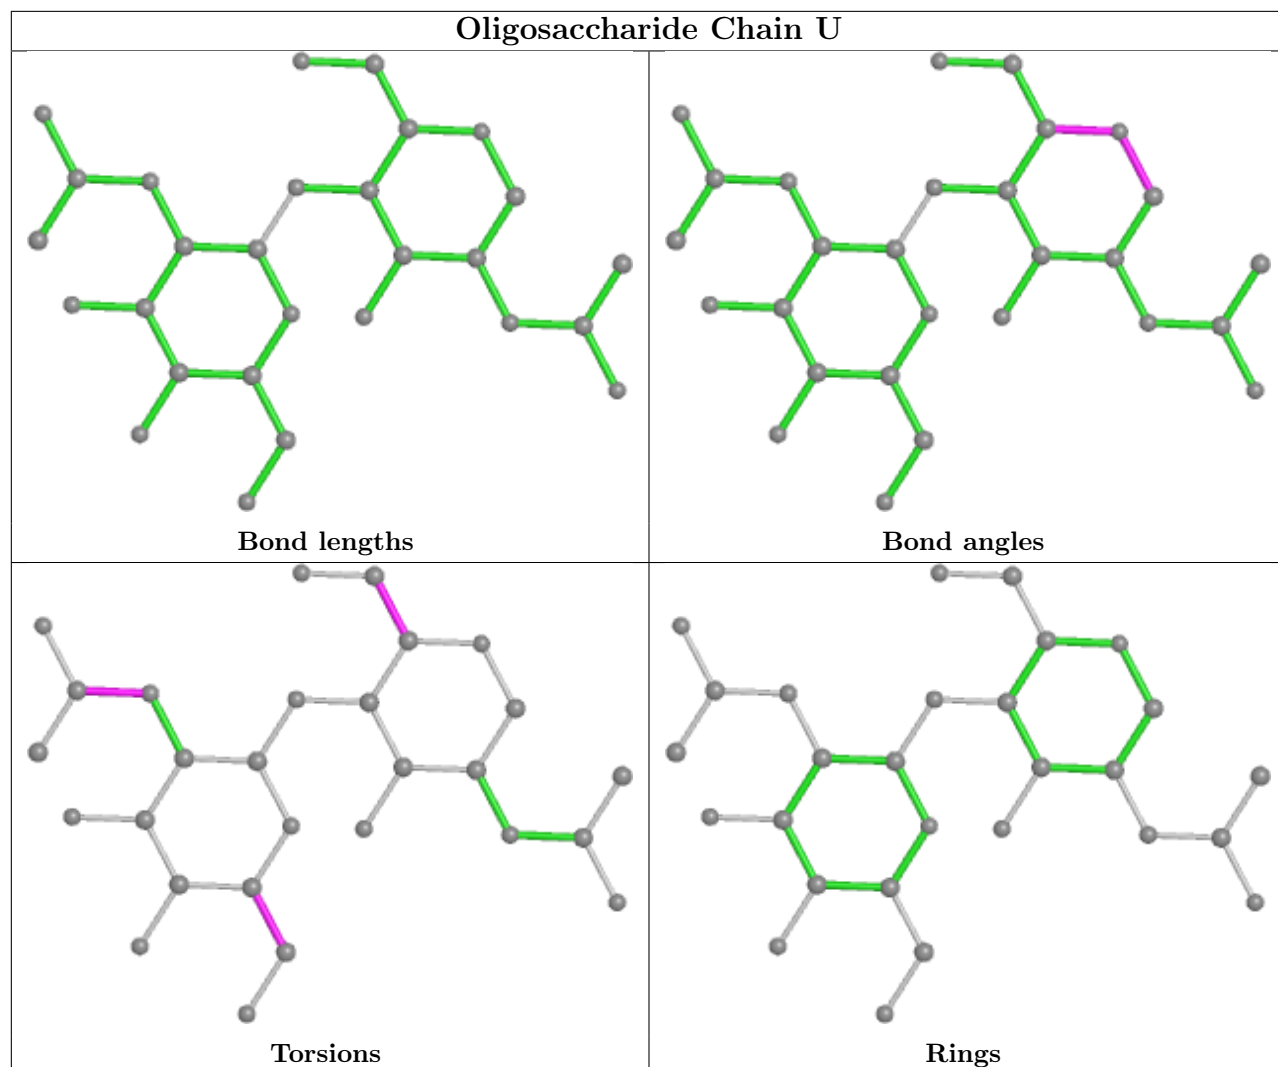 Oligosaccharide Chain U
Bond lengths
Bond angles
Torsions
Rings